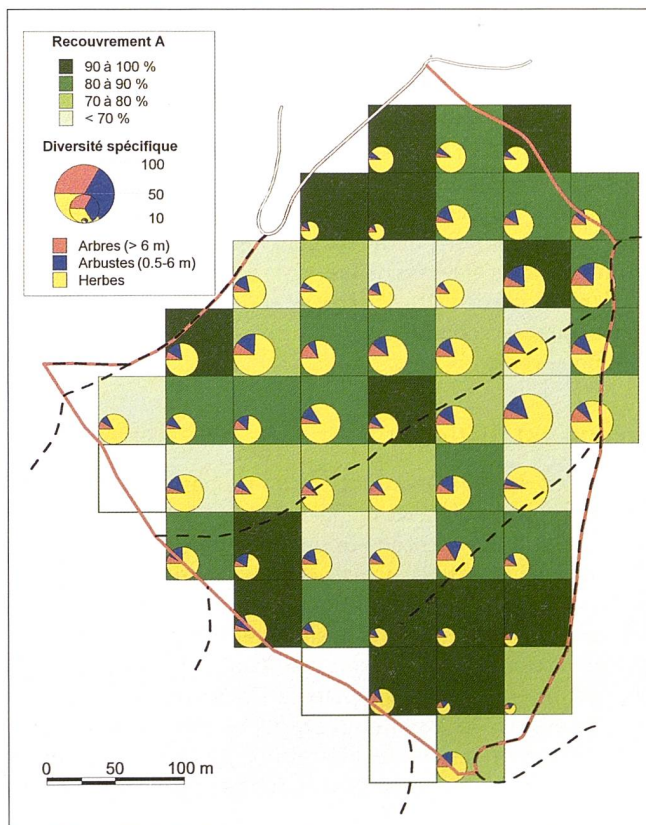 Recouvrement A
90 à 100 %
80 à 90 %
70 à 80 %
< 70 %
Diversité spécifique
100
50
10
Arbres (> 6 m)
Arbustes (0.5-6 m)
Herbes
0 50 100 m